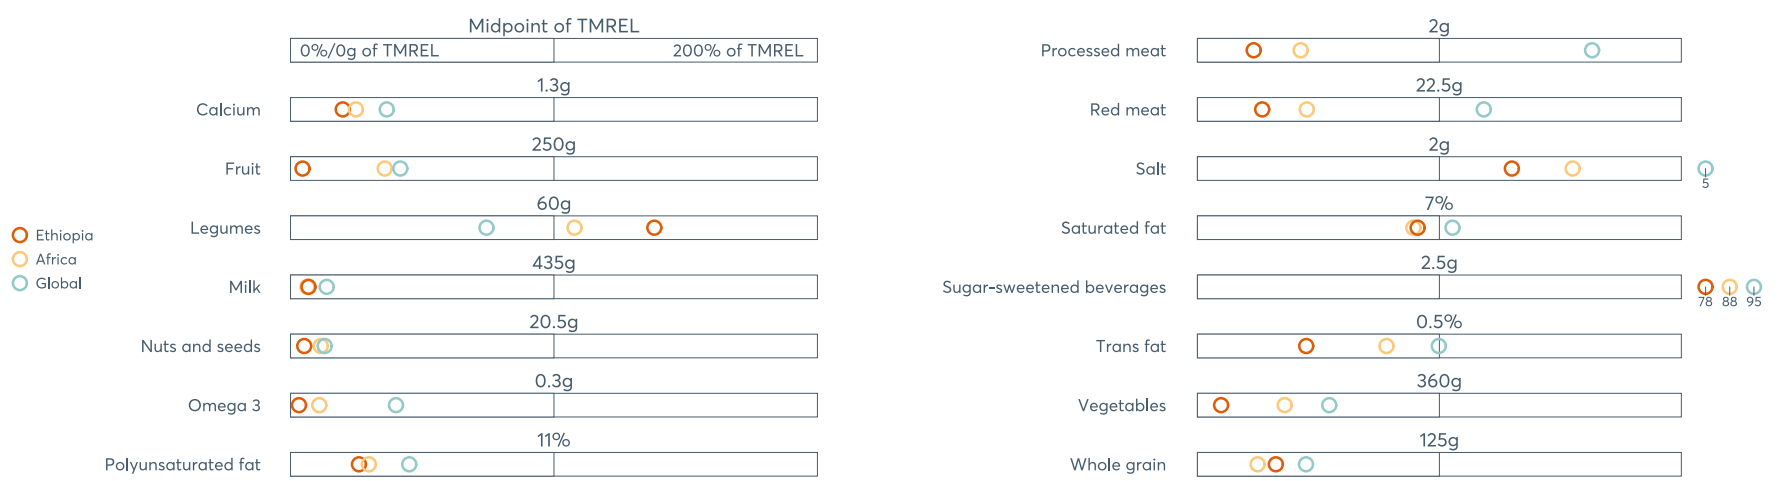 Midpoint of TMREL
0%/0g of TMREL 200% of TMREL
1.3g
Calcium
250g
Fruit
60g
Legumes
435g
Milk
20.5g
Nuts and seeds
0.3g
Omega 3
11%
Polyunsaturated fat
Ethiopia
Africa
Global
2g
Processed meat
22.5g
Red meat
2g
Salt
5
7%
Saturated fat
2.5g
Sugar-sweetened beverages
78 88 95
0.5%
Trans fat
360g
Vegetables
125g
Whole grain